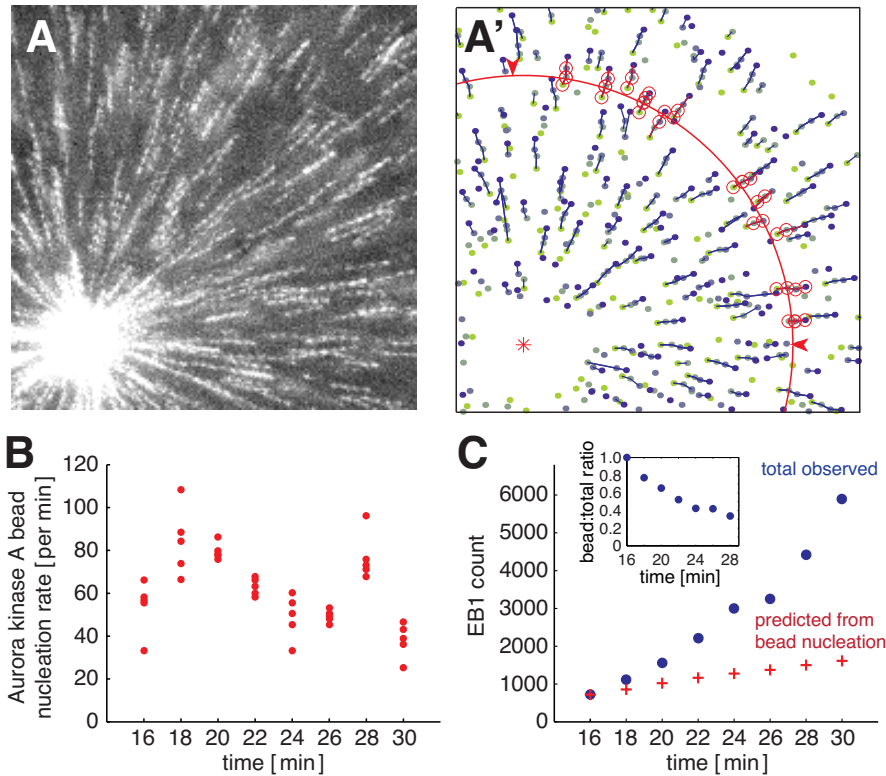 A
A'
B
Aurora kinase A bead
nucleation rate [per min]
120
100
80
60
40
20
0
16 18 20 22 24 26 28 30
time [min]
C
EB1 count
6000
5000
4000
3000
2000
1000
0
16 18 20 22 24 26 28 30
time [min]
total observed
predicted from
bead nucleation
bead:total ratio
1.0
0.8
0.6
0.4
0.2
0
16 20 24 28
time [min]